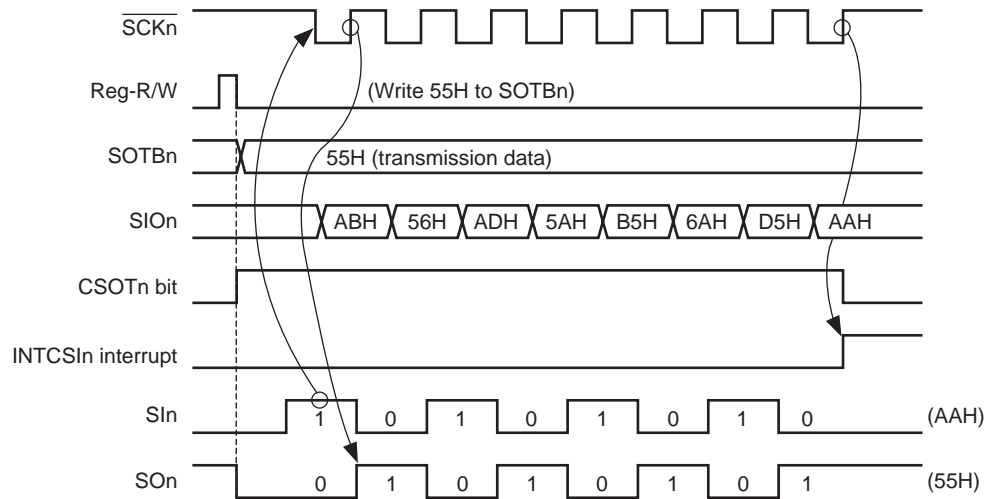 SCKn
Reg-R/W (Write 55H to SOTBn)
SOTBn 55H (transmission data)
SIOn ABH 56H ADH 5AH B5H 6AH D5H AAH
CSOTn bit
INTCSIn interrupt
SIn 1 0 1 0 1 0 1 0 (AAH)
SOn 0 1 0 1 0 1 0 1 (55H)